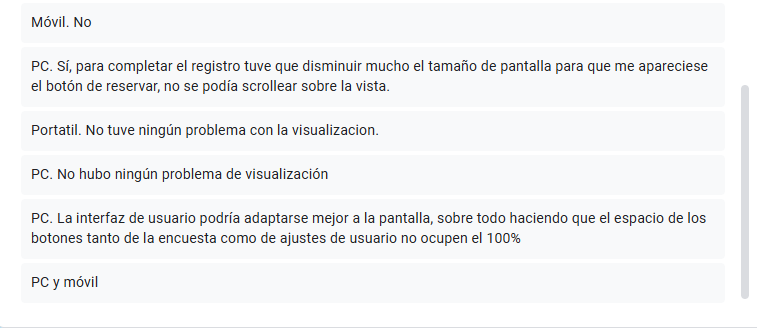 Móvil. No
PC. Sí, para completar el registro tuve que disminuir mucho el tamaño de pantalla para que me apareciese
el botón de reservar, no se podía scrollear sobre la vista.
Portatil. No tuve ningún problema con la visualizacion.
PC. No hubo ningún problema de visualización
PC. La interfaz de usuario podría adaptarse mejor a la pantalla, sobre todo haciendo que el espacio de los
botones tanto de la encuesta como de ajustes de usuario no ocupen el 100%
PC y móvil